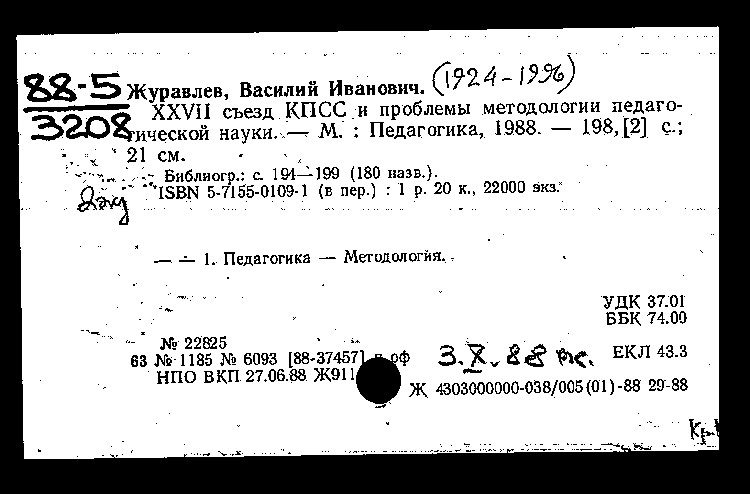 88-5 Журавлев, Василий Иванович. (1924-1996)
3208
XXVII съезд КПСС и проблемы методологии педаго-
гической науки. — М. : Педагогика, 1988. — 198, [2] с.;
21 см.
Библиогр.: с. 194—199 (180 назв.).
2экз
ISBN 5-7155-0109-1 (в пер.) : 1 р. 20 к., 22000 экз.
— — 1. Педагогика — Методология.
УДК 37.01
ББК 74.00
№ 22825
63 № 1185 № 6093 [88-37457] п рф 3.X.88 ЕКЛ 43.3
НПО ВКП 27.06.88 Ж911
Ж 4303000000-038/005(01)-88 29-88